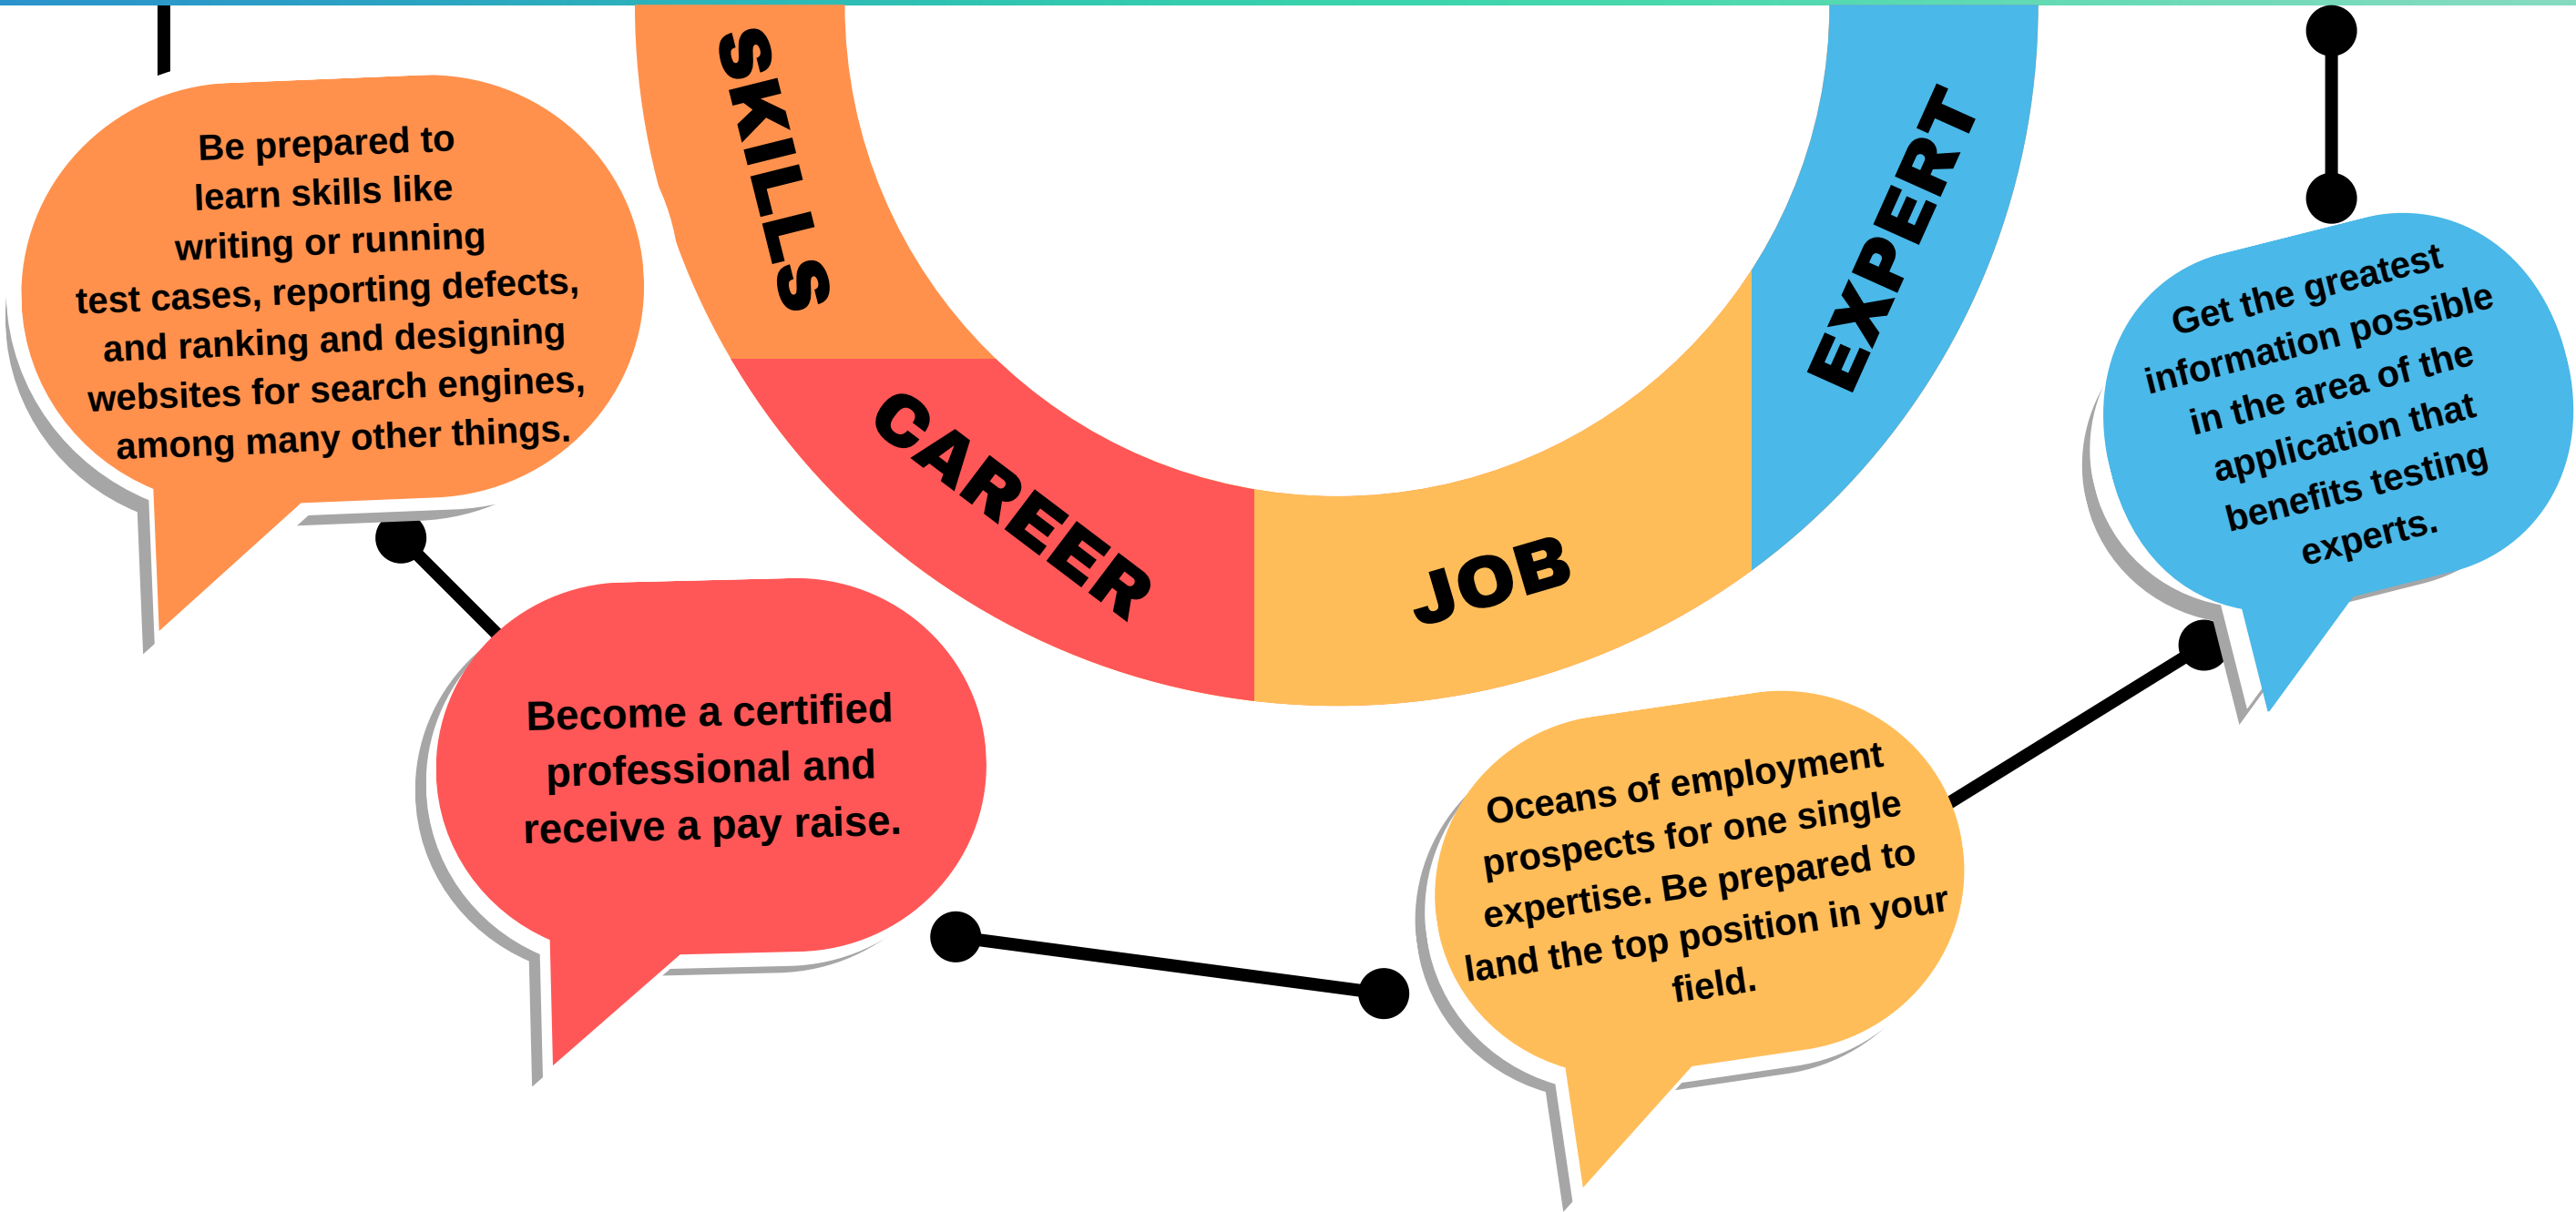 SKILLS
CAREER
JOB
EXPERT
Be prepared to
learn skills like
writing or running
test cases, reporting defects,
and ranking and designing
websites for search engines,
among many other things.
Become a certified
professional and
receive a pay raise.
Oceans of employment
prospects for one single
expertise. Be prepared to
land the top position in your
field.
Get the greatest
information possible
in the area of the
application that
benefits testing
experts.